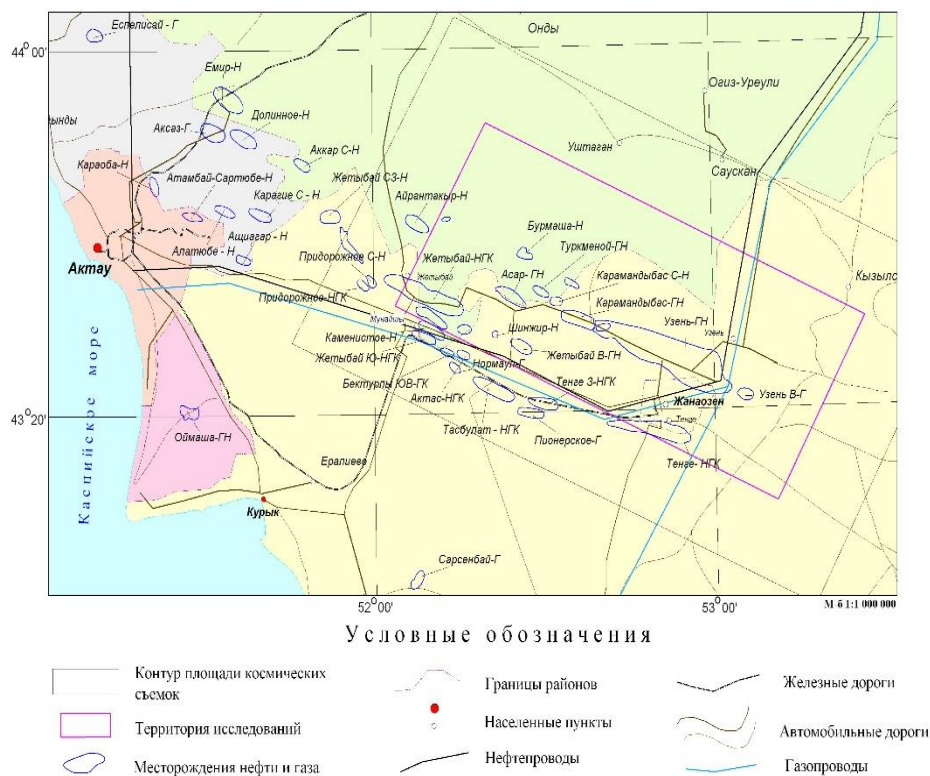 Еспелисай - Г
44° 00'
Онды
Емир-Н
Огиз-Уреули
Долинное-Н
Аксаз-Г
ынды
Уштаган
Аккар С-Н
Караоба-Н
Саускан
Атамбай-Сартюбе-Н
Жетыбай СЗ-Н
Карагие С - Н
Айрантакыр-Н
Бурмаша-Н
Ащиагар - Н
Туркменой-ГН
Алатюбе - Н
Придорожное С-Н
Жетыбай-НГК
Актау
Асар-ГН
Карамандыбас С-Н
Кызылс
Жетыбай
Придорожное-НГК
Карамандыбас-ГН
Узень-ГН
Мунайшы
Шинжир-Н
Узень
Каменистое-Н
Жетыбай Ю-НГК
Жетыбай В-ГН
Нормаул-Г
Бектурлы ЮВ-ГК
Тенге З-НГК
Актас-НГК
Жанаозен
Узень В-Г
43° 20'
Каспийское море
Тенге
Тасбулат - НГК
Оймаша-ГН
Пионерское-Г
Ералиево
Тенге- НГК
Курык
Сарсенбай-Г
52° 00'
53° 00'
М б 1:1 000 000
Условные обозначения
Контур площади космических
съемок
Границы районов
Железные дороги
Территория исследований
Населенные пункты
Автомобильные дороги
Месторождения нефти и газа
Нефтепроводы
Газопроводы